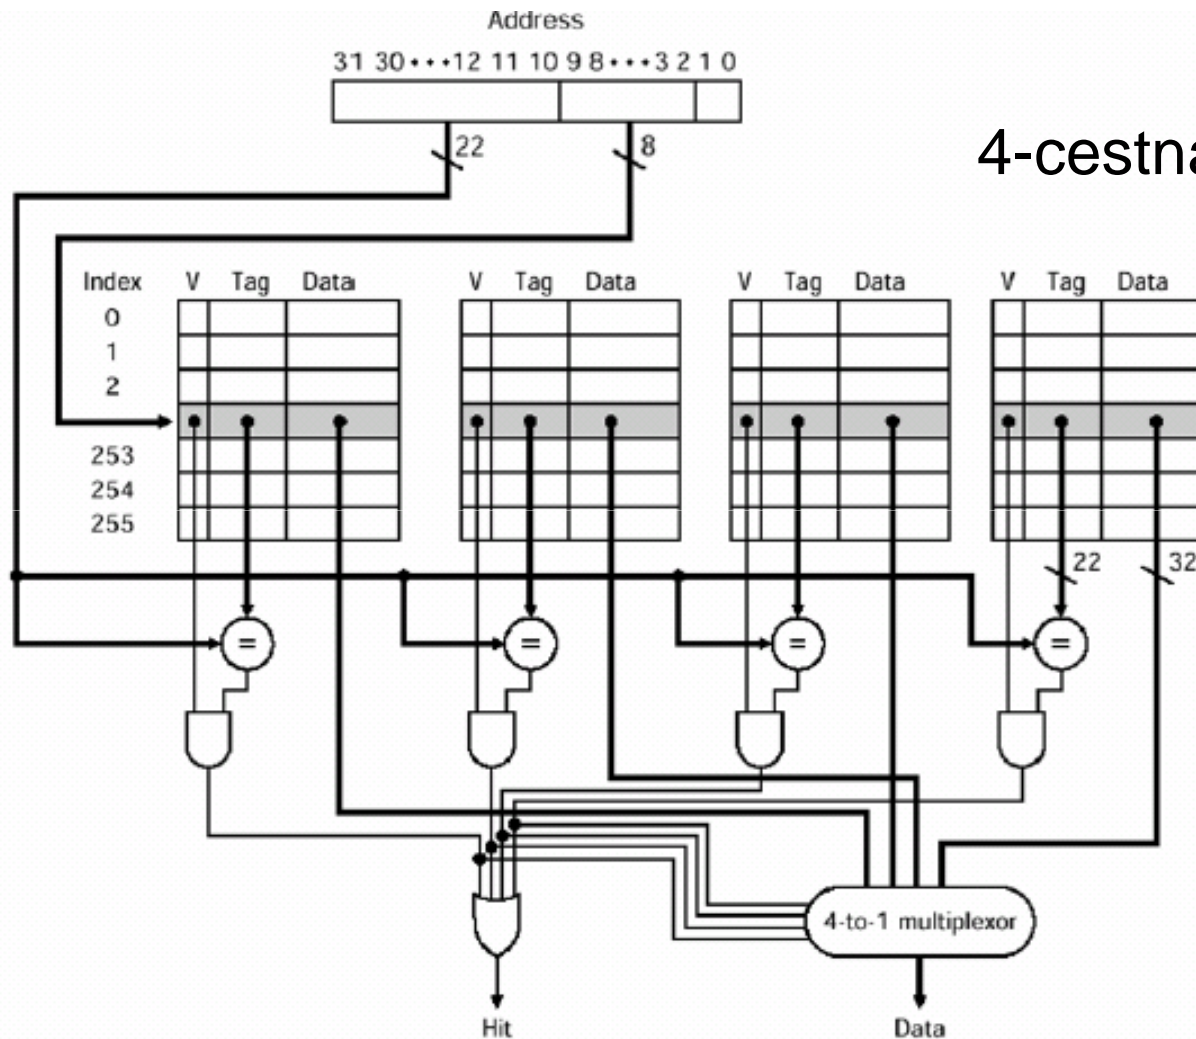 Address
31 30 • • • 12 11 10 9 8 • • • 3 2 1 0
22
8
4-cestna
Index V Tag Data V Tag Data V Tag Data V Tag Data
0
1
2
253
254
255
22
32
= = = =
4-to-1 multiplexor
Hit
Data